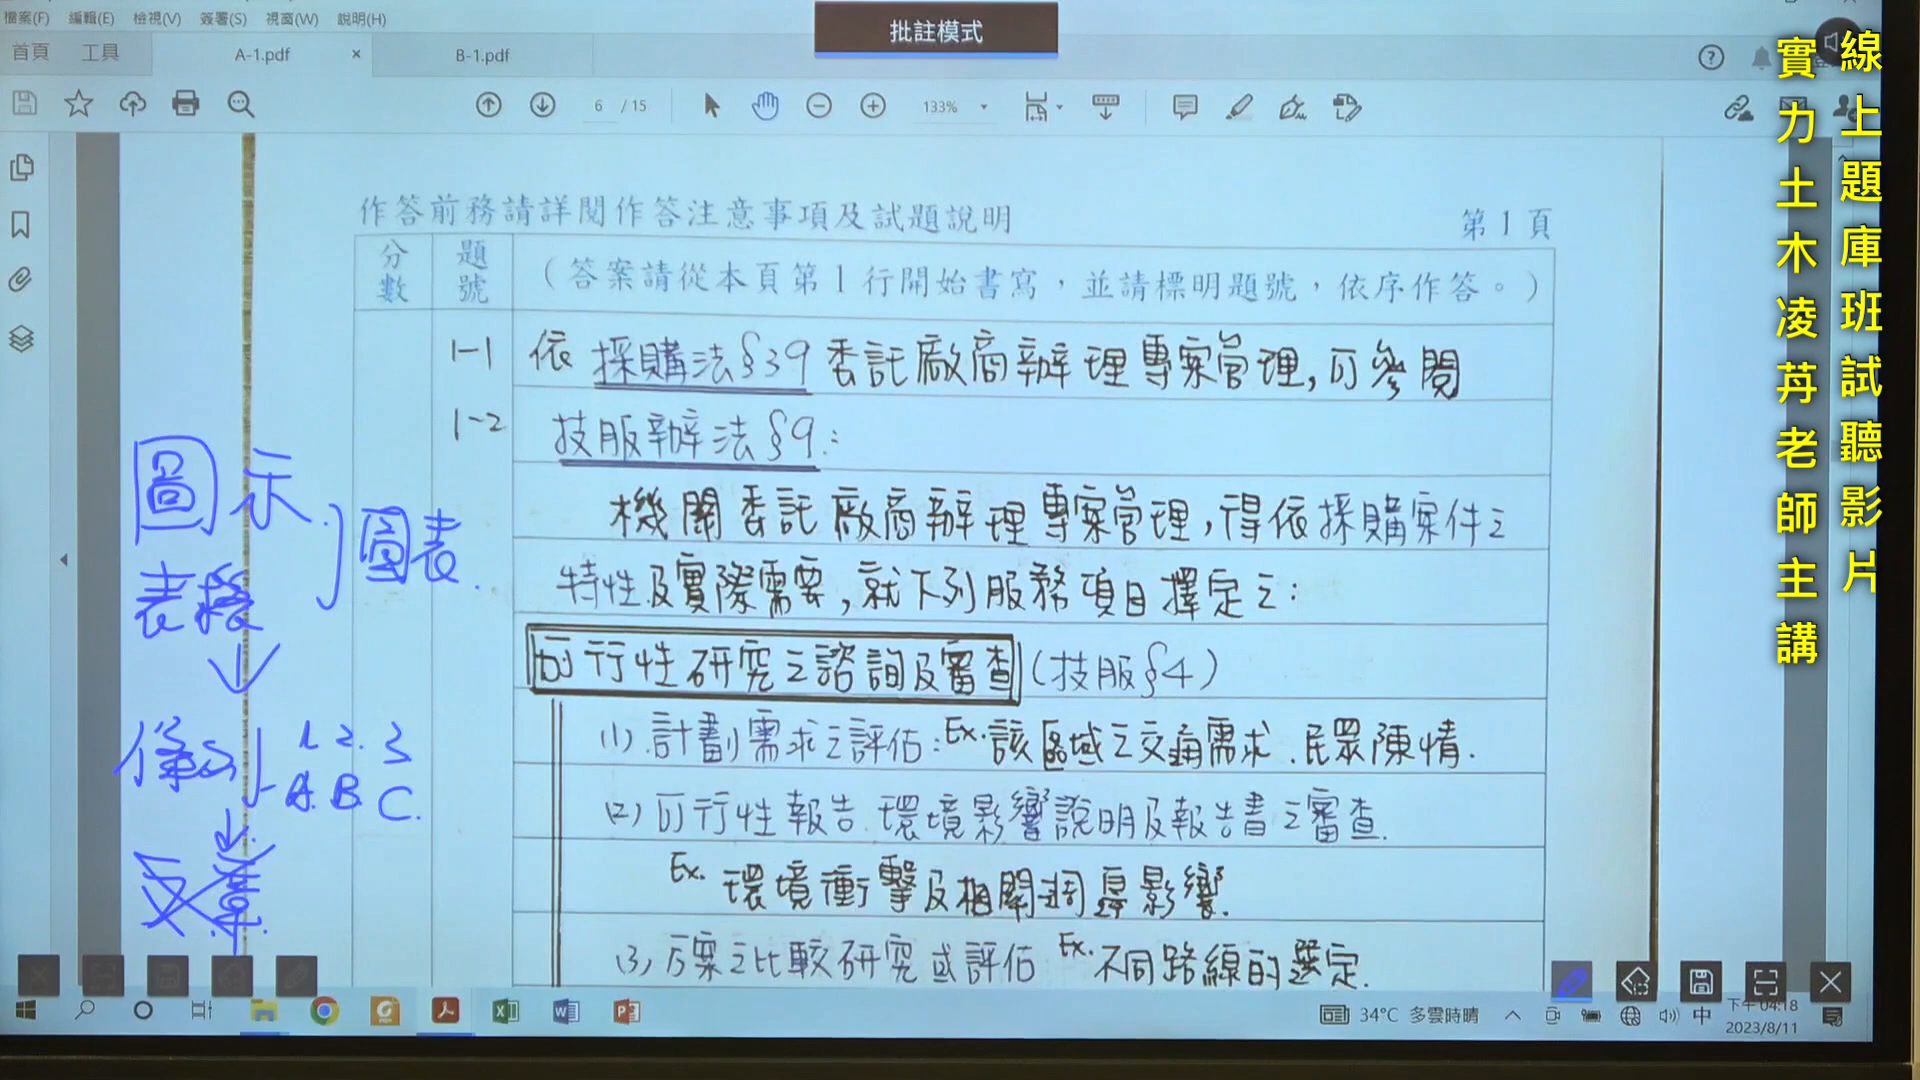 檔案(F) 編輯(E) 檢視(V) 簽署(S) 視窗(W) 說明(H)
批註模式
首頁 工具 A-1.pdf × B-1.pdf
6 / 15 133%
線上題庫班試聽影片
實力土木凌苒老師主講
作答前務請詳閱作答注意事項及試題說明 第1頁
分數 題號 (答案請從本頁第1行開始書寫，並請標明題號，依序作答。)
1-1 依採購法§39委託廠商辦理專案管理,可參閱
1-2 技服辦法§9:
機關委託廠商辦理專案管理,得依採購案件之
特性及實際需要,就下列服務項目擇定之:
可行性研究之諮詢及審查(技服§4)
(1).計劃需求之評估:Ex.該區域之交通需求.民眾陳情.
(2)可行性報告.環境影響說明及報告書之審查.
Ex.環境衝擊及相關週邊影響.
(3)方案之比較研究或評估 Ex.不同路線的選定.
圖示
表格
圖表.
條列
1. 2. 3
A. B. C.
文章
34°C 多雲時晴
中
下午 04:18
2023/8/11